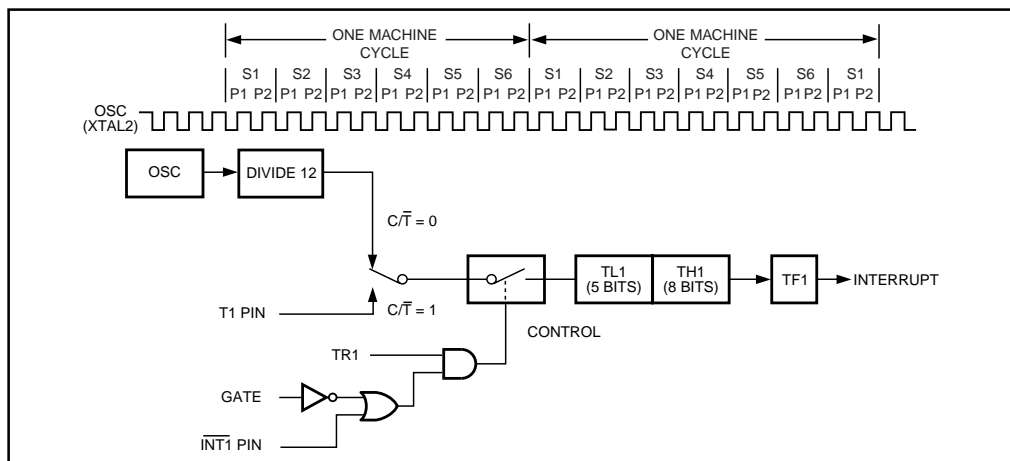 ONE MACHINE CYCLE
ONE MACHINE CYCLE
S1 S2 S3 S4 S5 S6 S1 S2 S3 S4 S5 S6 S1
P1 P2 P1 P2 P1 P2 P1 P2 P1 P2 P1 P2 P1 P2 P1 P2 P1 P2 P1 P2 P1 P2 P1 P2 P1 P2
OSC
(XTAL2)
OSC
DIVIDE 12
C/T̅ = 0
TL1
(5 BITS)
TH1
(8 BITS)
TF1
INTERRUPT
T1 PIN
C/T̅ = 1
CONTROL
TR1
GATE
I̅N̅T̅1̅ PIN